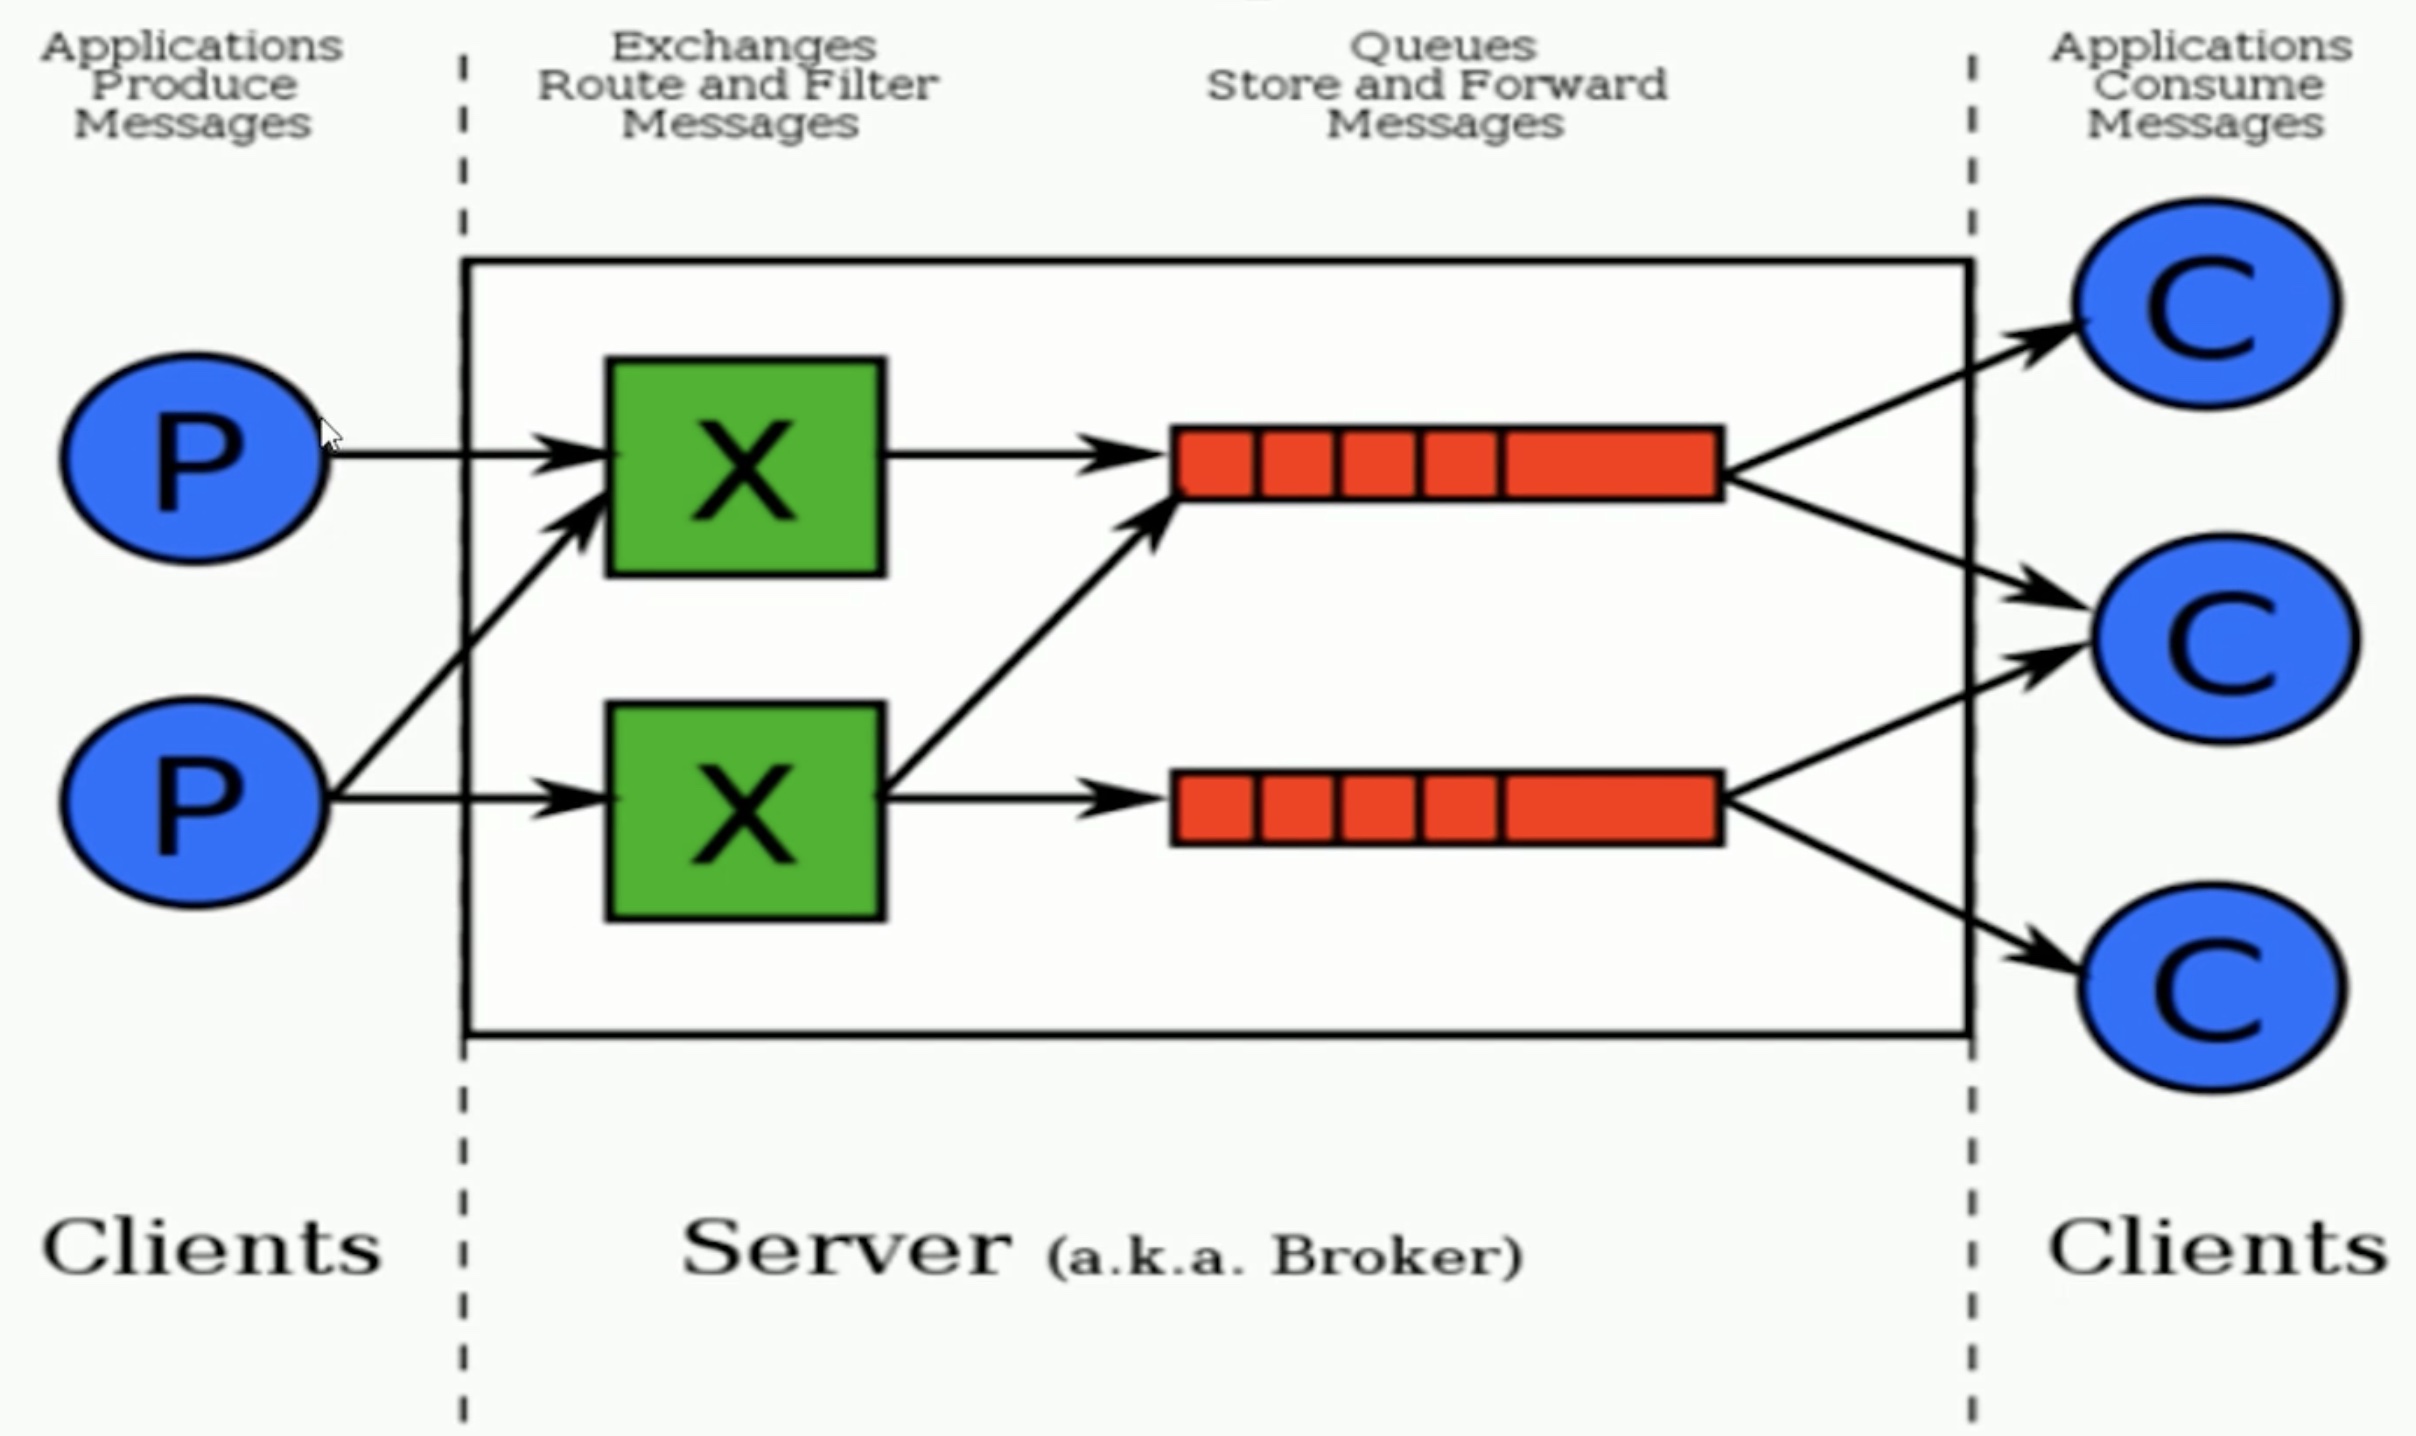 Applications
Produce
Messages
Exchanges
Route and Filter
Messages
Queues
Store and Forward
Messages
Applications
Consume
Messages
P
P
X
X
C
C
C
Clients
Server (a.k.a. Broker)
Clients